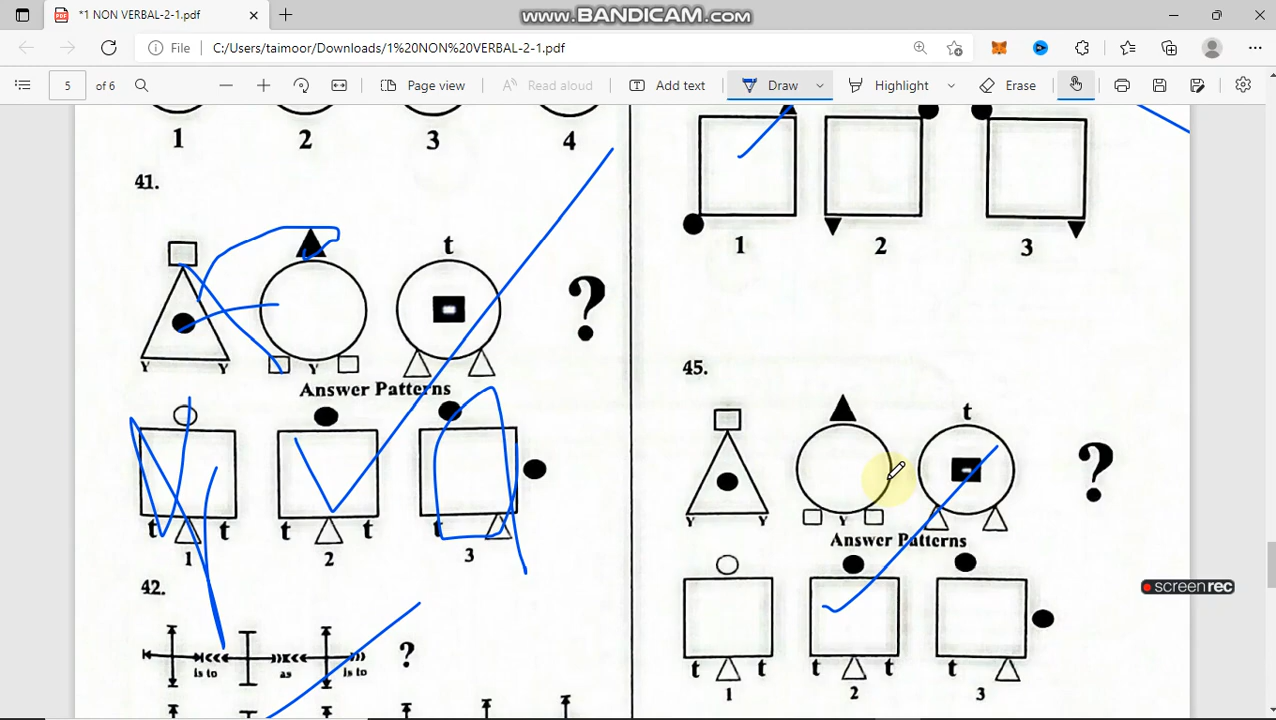 *1 NON VERBAL-2-1.pdf
www.BANDICAM.com
File
C:/Users/taimoor/Downloads/1%20NON%20VERBAL-2-1.pdf
5
of 6
Page view
Read aloud
Add text
Draw
Highlight
Erase
1 2 3 4
41.
t
?
Y Y
Y
Answer Patterns
t t
t t
t
1 2 3
42.
?
is to as is to
1 2 3
45.
t
?
Y Y
Y
Answer Patterns
t t
t t
t
1 2 3
screenrec